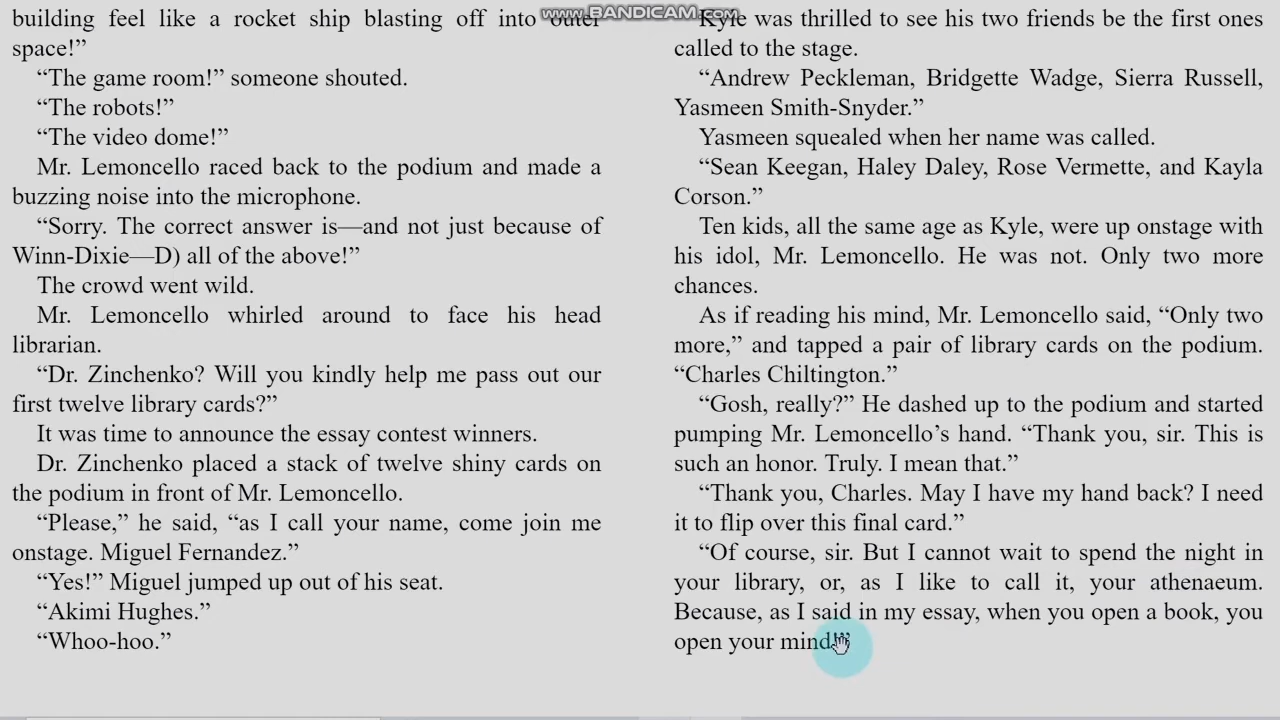 WWW.BANDICAM.COM
building feel like a rocket ship blasting off into outer
space!”
“The game room!” someone shouted.
“The robots!”
“The video dome!”
Mr. Lemoncello raced back to the podium and made a
buzzing noise into the microphone.
“Sorry. The correct answer is—and not just because of
Winn-Dixie—D) all of the above!”
The crowd went wild.
Mr. Lemoncello whirled around to face his head
librarian.
“Dr. Zinchenko? Will you kindly help me pass out our
first twelve library cards?”
It was time to announce the essay contest winners.
Dr. Zinchenko placed a stack of twelve shiny cards on
the podium in front of Mr. Lemoncello.
“Please,” he said, “as I call your name, come join me
onstage. Miguel Fernandez.”
“Yes!” Miguel jumped up out of his seat.
“Akimi Hughes.”
“Whoo-hoo.”
Kyle was thrilled to see his two friends be the first ones
called to the stage.
“Andrew Peckleman, Bridgette Wadge, Sierra Russell,
Yasmeen Smith-Snyder.”
Yasmeen squealed when her name was called.
“Sean Keegan, Haley Daley, Rose Vermette, and Kayla
Corson.”
Ten kids, all the same age as Kyle, were up onstage with
his idol, Mr. Lemoncello. He was not. Only two more
chances.
As if reading his mind, Mr. Lemoncello said, “Only two
more,” and tapped a pair of library cards on the podium.
“Charles Chiltington.”
“Gosh, really?” He dashed up to the podium and started
pumping Mr. Lemoncello’s hand. “Thank you, sir. This is
such an honor. Truly. I mean that.”
“Thank you, Charles. May I have my hand back? I need
it to flip over this final card.”
“Of course, sir. But I cannot wait to spend the night in
your library, or, as I like to call it, your athenaeum.
Because, as I said in my essay, when you open a book, you
open your mind!”